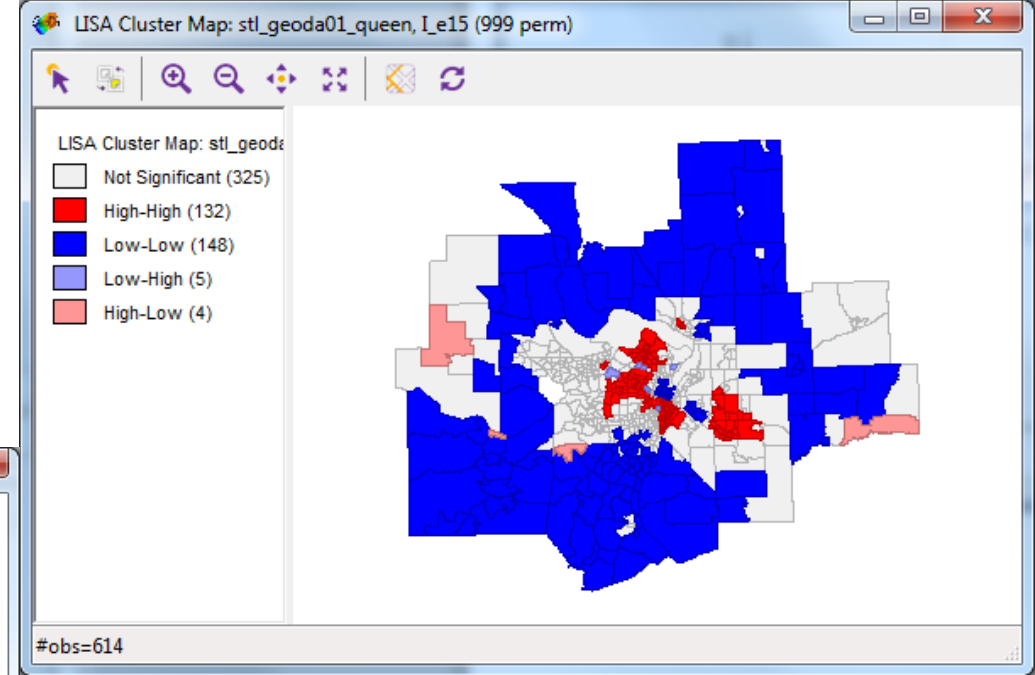 LISA Cluster Map: stl_geoda01_queen, I_e15 (999 perm)
LISA Cluster Map: stl_geoda
Not Significant (325)
High-High (132)
Low-Low (148)
Low-High (5)
High-Low (4)
#obs=614